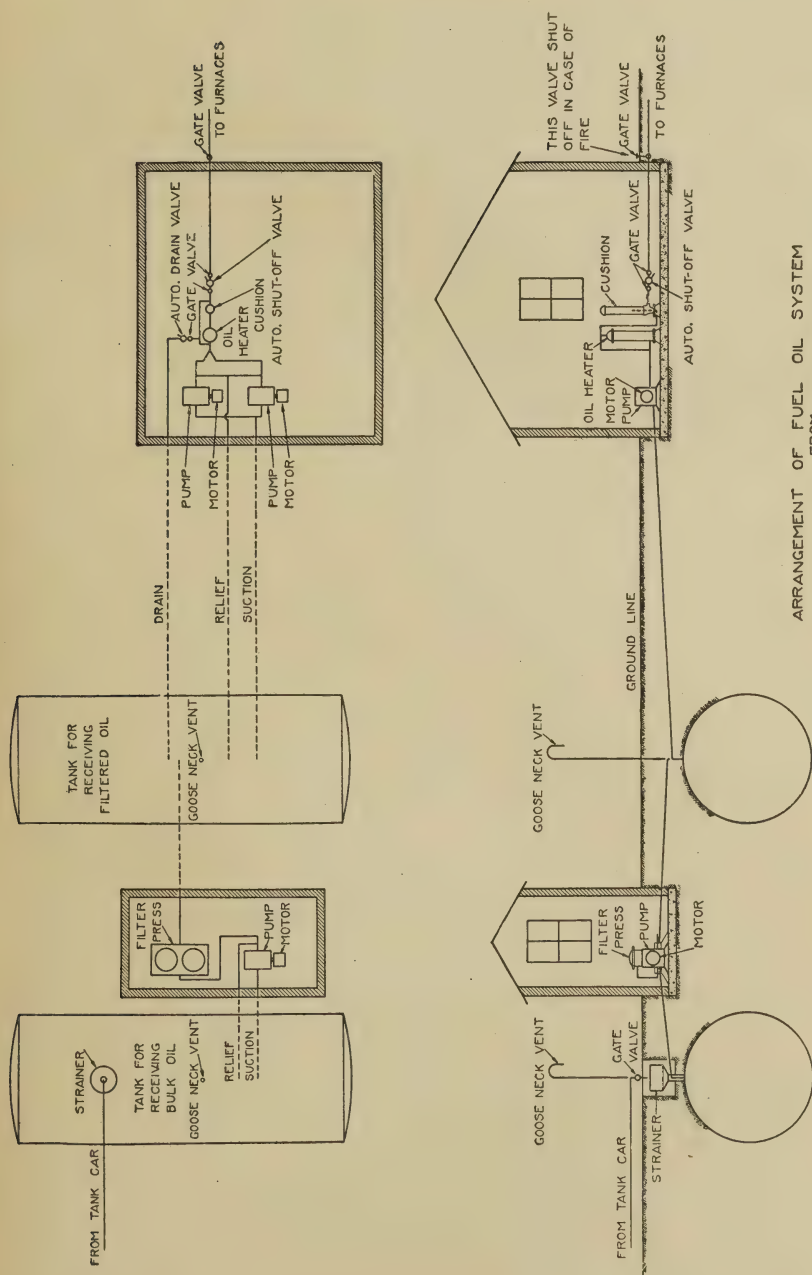 FROM TANK CAR
STRAINER
TANK FOR
RECEIVING
BULK OIL
GOOSE NECK VENT
RELIEF
SUCTION
FILTER
PRESS
PUMP
MOTOR
TANK FOR
RECEIVING
FILTERED OIL
GOOSE NECK VENT
DRAIN
RELIEF
SUCTION
PUMP
MOTOR
PUMP
MOTOR
AUTO. DRAIN VALVE
GATE VALVE
OIL
HEATER
CUSHION
AUTO. SHUT-OFF VALVE
GATE VALVE
TO FURNACES
FROM TANK CAR
GOOSE NECK VENT
GATE
VALVE
STRAINER
FILTER
PRESS
PUMP
MOTOR
GOOSE NECK VENT
GROUND LINE
OIL HEATER
MOTOR
PUMP
CUSHION
GATE VALVE
AUTO. SHUT-OFF VALVE
THIS VALVE SHUT
OFF IN CASE OF
FIRE
GATE VALVE
TO FURNACES
ARRANGEMENT OF FUEL OIL SYSTEM
FROM